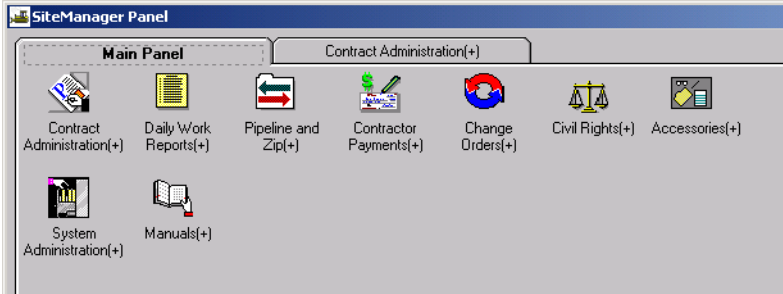 SiteManager Panel
Main Panel
Contract Administration(+)
Contract
Administration(+)
Daily Work
Reports(+)
Pipeline and
Zip(+)
Contractor
Payments(+)
Change
Orders(+)
Civil Rights(+)
Accessories(+)
System
Administration(+)
Manuals(+)